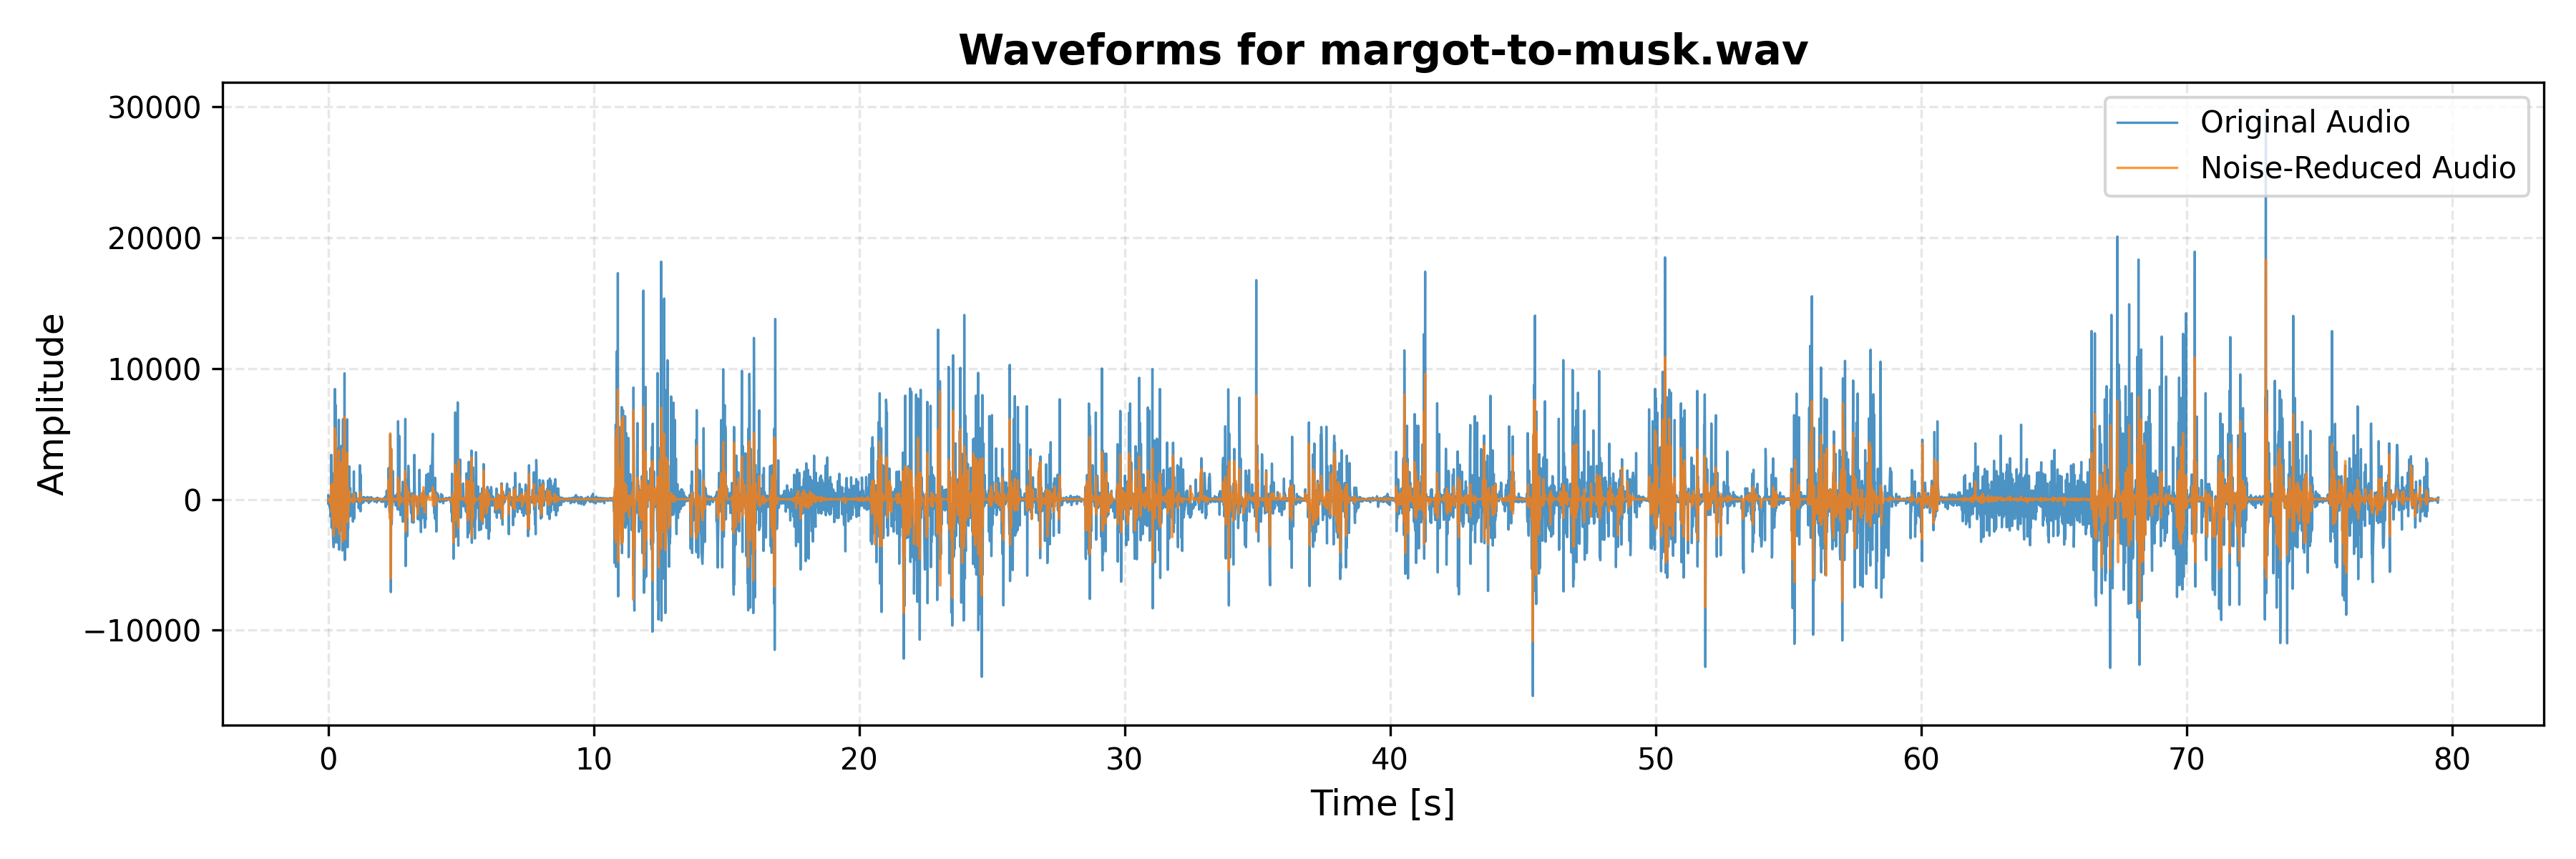 Waveforms for margot-to-musk.wav
Original Audio
Noise-Reduced Audio
Amplitude
30000
20000
10000
0
−10000
0 10 20 30 40 50 60 70 80
Time [s]